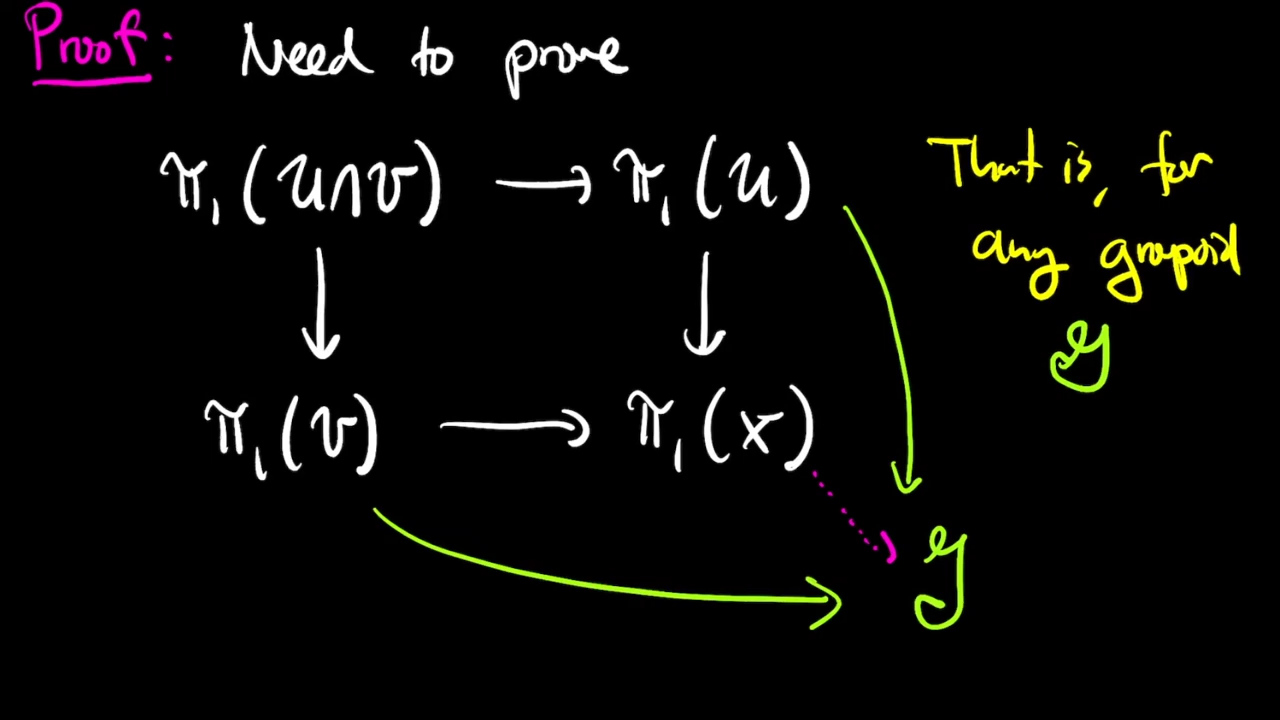 Proof: Need to prove
π₁(U∩V) → π₁(U)
That is, for
any groupoid
G
π₁(V) → π₁(X)
G